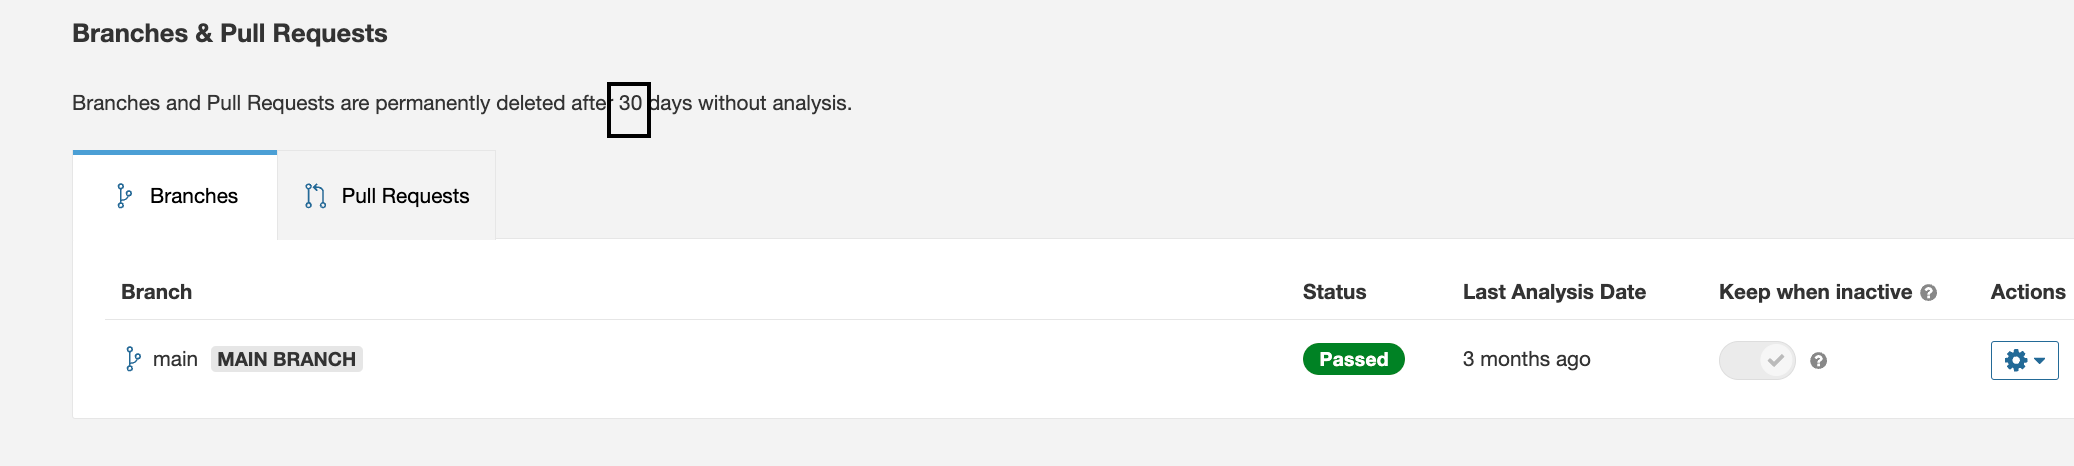 Branches & Pull Requests
Branches and Pull Requests are permanently deleted after 30 days without analysis.
Branches Pull Requests
Branch Status Last Analysis Date Keep when inactive ? Actions
main MAIN BRANCH Passed 3 months ago ?